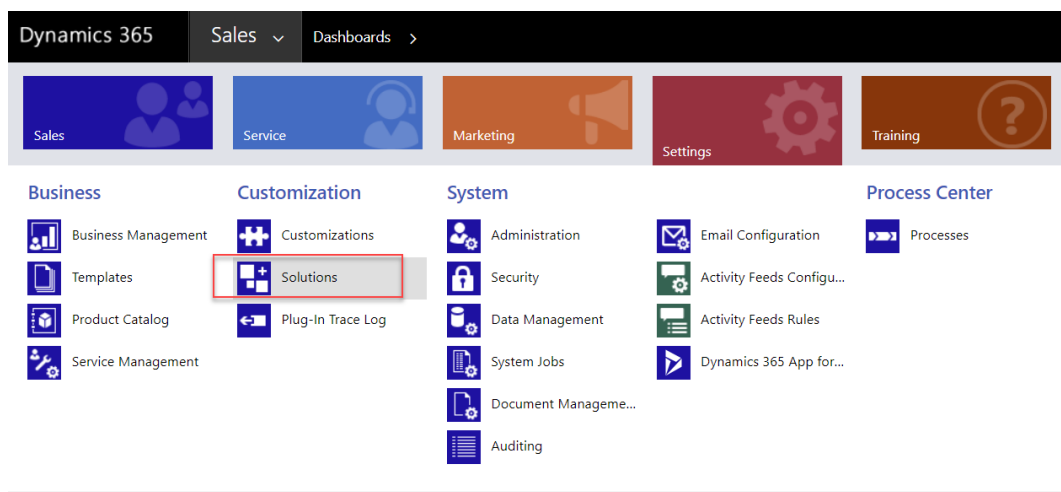 Dynamics 365 Sales Dashboards
Sales Service Marketing Settings Training
?
Business
Business Management
Templates
Product Catalog
Service Management
Customization
Customizations
Solutions
Plug-In Trace Log
System
Administration
Security
Data Management
System Jobs
Document Manageme...
Auditing
Email Configuration
Activity Feeds Configu...
Activity Feeds Rules
Dynamics 365 App for...
Process Center
Processes